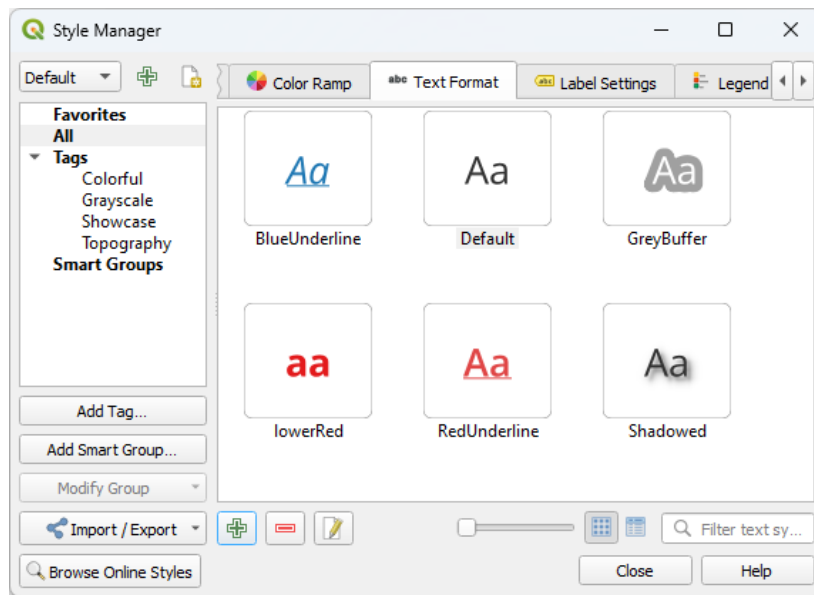 Style Manager
Default
Color Ramp
abc Text Format
abc Label Settings
Legend
Favorites
All
Tags
Colorful
Grayscale
Showcase
Topography
Smart Groups
Aa
BlueUnderline
Aa
Default
Aa
GreyBuffer
aa
lowerRed
Aa
RedUnderline
Aa
Shadowed
Add Tag...
Add Smart Group...
Modify Group
Import / Export
Filter text sy...
Browse Online Styles
Close
Help